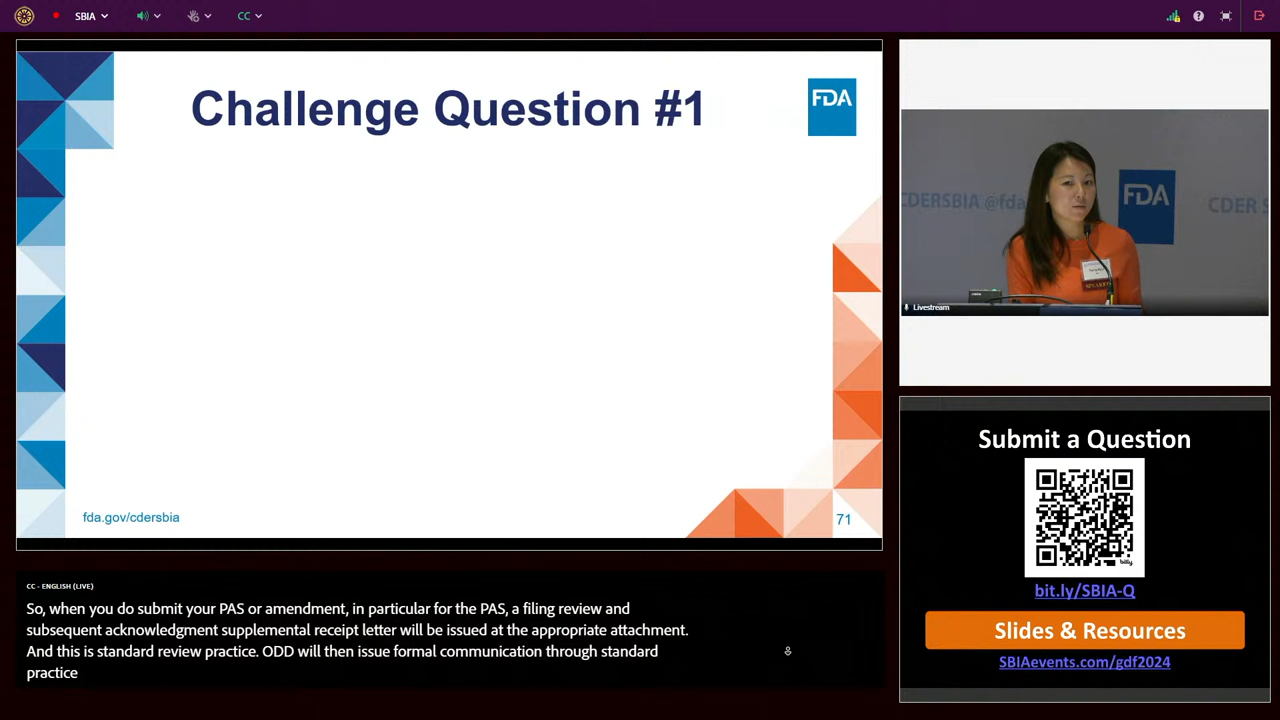 SBIA
CC
Challenge Question #1
FDA
fda.gov/cdersbia
71
CDERSBIA @fda
FDA
CDER S
SPEAKER
Livestream
Submit a Question
bitly
bit.ly/SBIA-Q
Slides & Resources
SBIAevents.com/gdf2024
CC - ENGLISH (LIVE)
So, when you do submit your PAS or amendment, in particular for the PAS, a filing review and
subsequent acknowledgment supplemental receipt letter will be issued at the appropriate attachment.
And this is standard review practice. ODD will then issue formal communication through standard
practice